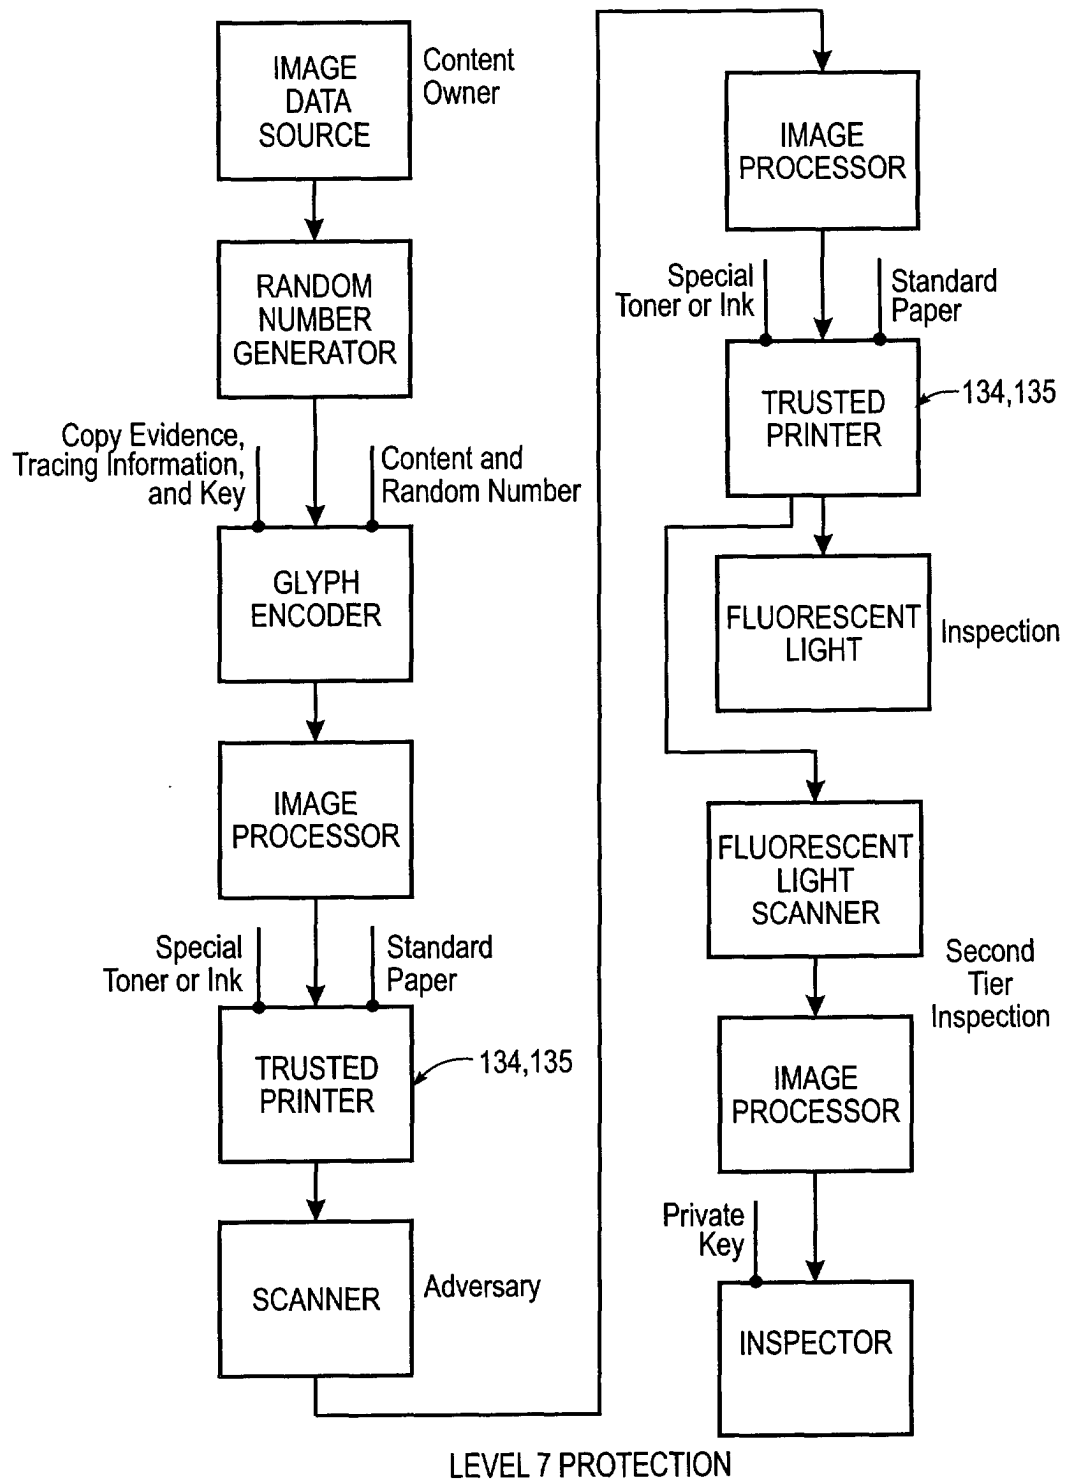 IMAGE
DATA
SOURCE
Content
Owner
RANDOM
NUMBER
GENERATOR
Copy Evidence,
Tracing Information,
and Key
Content and
Random Number
GLYPH
ENCODER
IMAGE
PROCESSOR
Special
Toner or Ink
Standard
Paper
TRUSTED
PRINTER
134,135
SCANNER
Adversary
IMAGE
PROCESSOR
Special
Toner or Ink
Standard
Paper
TRUSTED
PRINTER
134,135
FLUORESCENT
LIGHT
Inspection
FLUORESCENT
LIGHT
SCANNER
Second
Tier
Inspection
IMAGE
PROCESSOR
Private
Key
INSPECTOR
LEVEL 7 PROTECTION